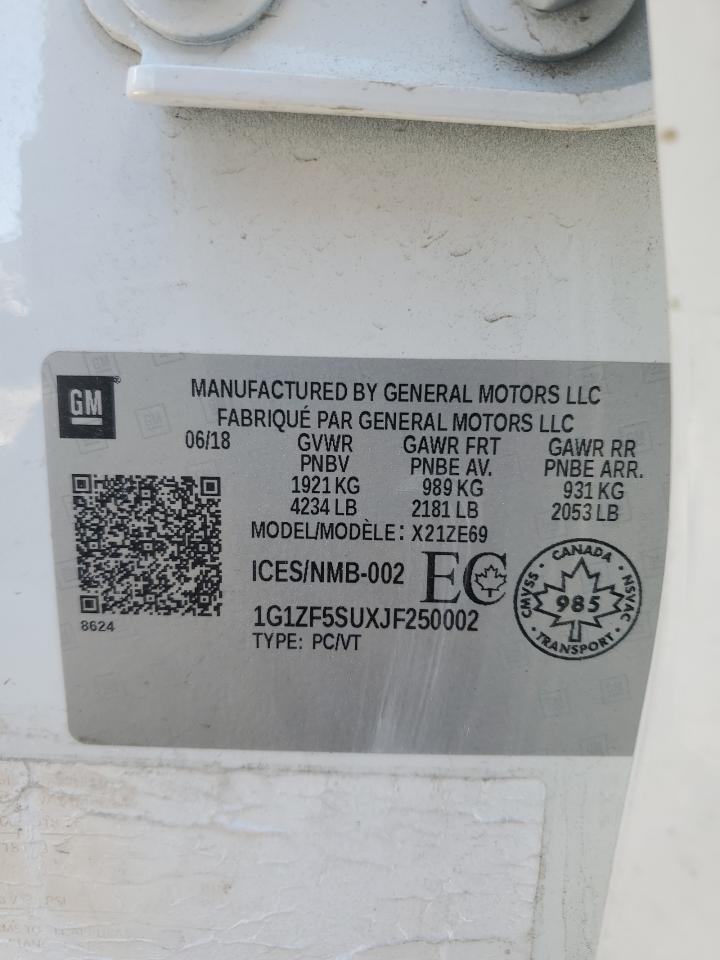 GM
MANUFACTURED BY GENERAL MOTORS LLC
FABRIQUÉ PAR GENERAL MOTORS LLC
06/18 GVWR GAWR FRT GAWR RR
PNBV PNBE AV. PNBE ARR.
1921 KG 989 KG 931 KG
4234 LB 2181 LB 2053 LB
MODEL/MODÈLE: X21ZE69
ICES/NMB-002 EC
CANADA
CMVSS 985 NSVAC
TRANSPORT
1G1ZF5SUXJF250002
TYPE: PC/VT
8624